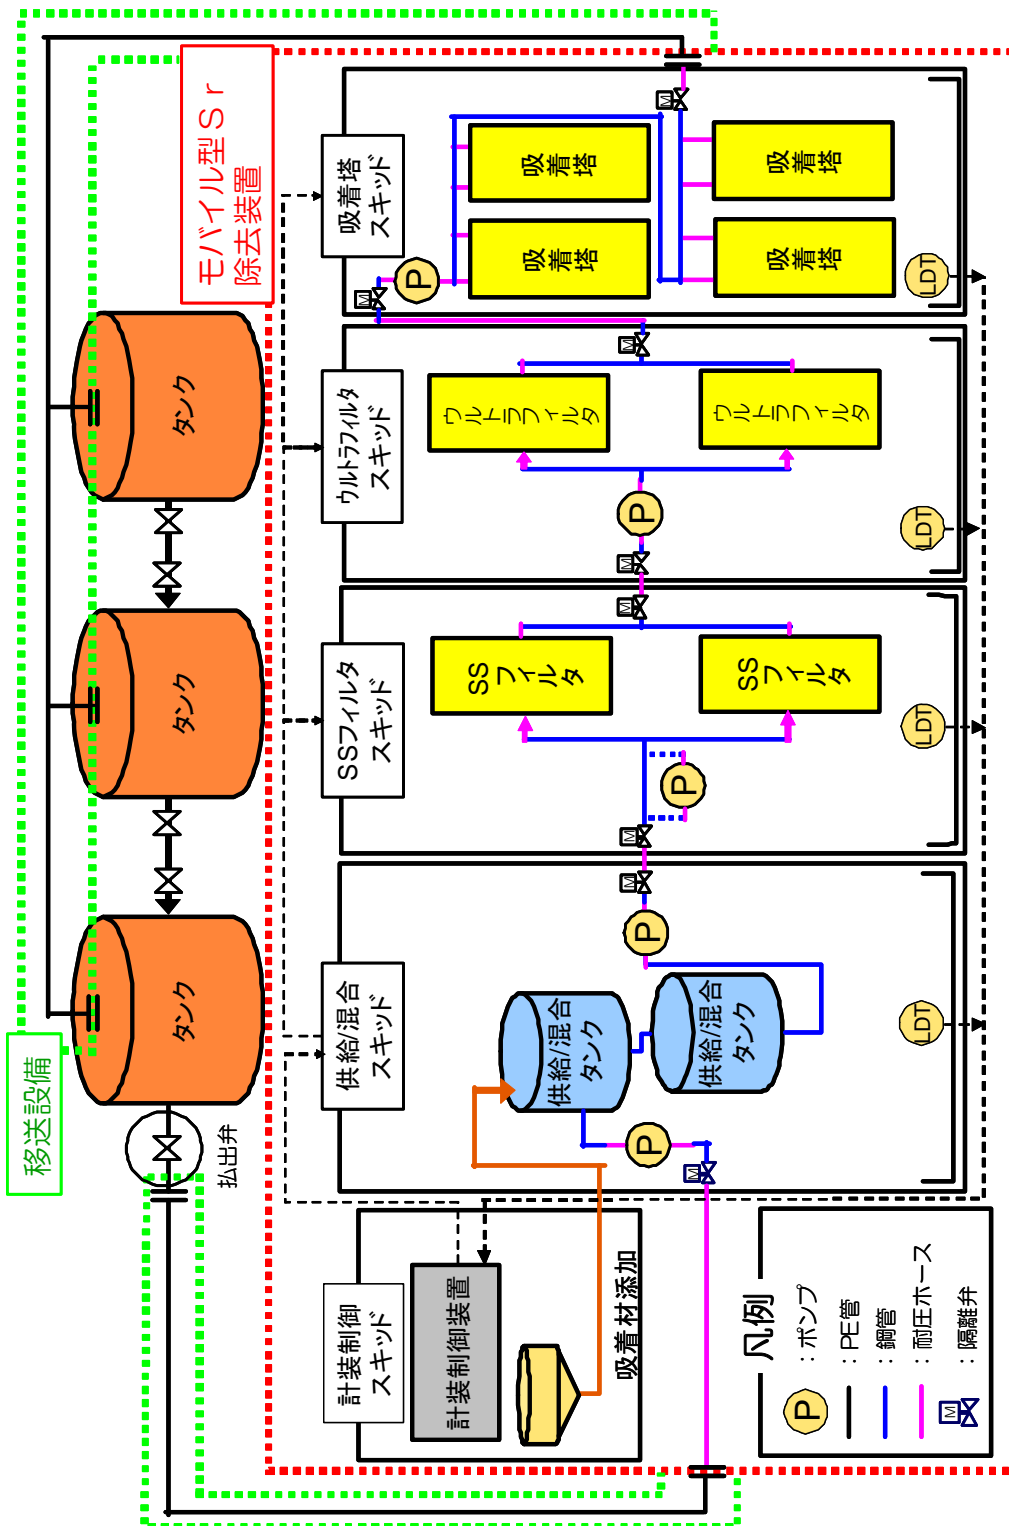 移送設備
モバイル型Ｓｒ
除去装置
タンク
タンク
タンク
払出弁
計装制御
スキッド
供給/混合
スキッド
SSフィルタ
スキッド
ウルトラフィルタ
スキッド
吸着塔
スキッド
計装制御装置
吸着材添加
供給/混合
タンク
供給/混合
タンク
P
P
M
M
M
P
SS
フィルタ
SS
フィルタ
M
M
P
ウルトラ
フィルタ
ウルトラ
フィルタ
M
M
P
吸着塔
吸着塔
吸着塔
吸着塔
M
LDT
LDT
LDT
LDT
凡例
P
：ポンプ
：PE管
：鋼管
：耐圧ホース
M
：隔離弁